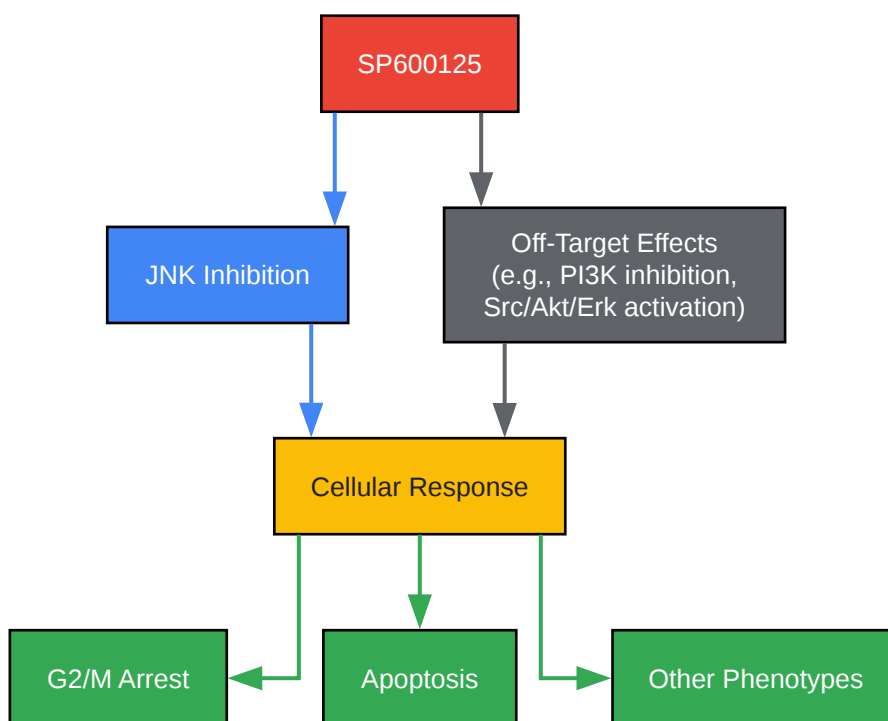 SP600125
JNK Inhibition
Off-Target Effects
(e.g., PI3K inhibition,
Src/Akt/Erk activation)
Cellular Response
G2/M Arrest
Apoptosis
Other Phenotypes